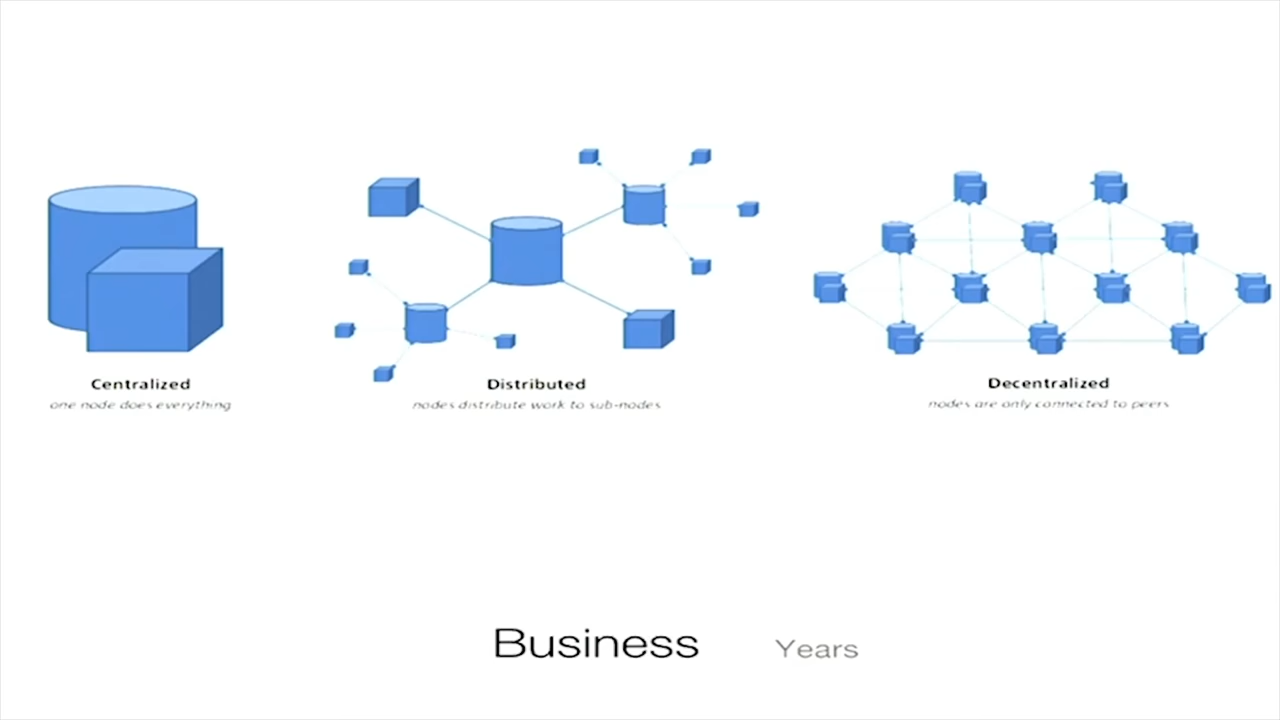 Centralized
one node does everything
Distributed
nodes distribute work to sub-nodes
Decentralized
nodes are only connected to peers
Business Years